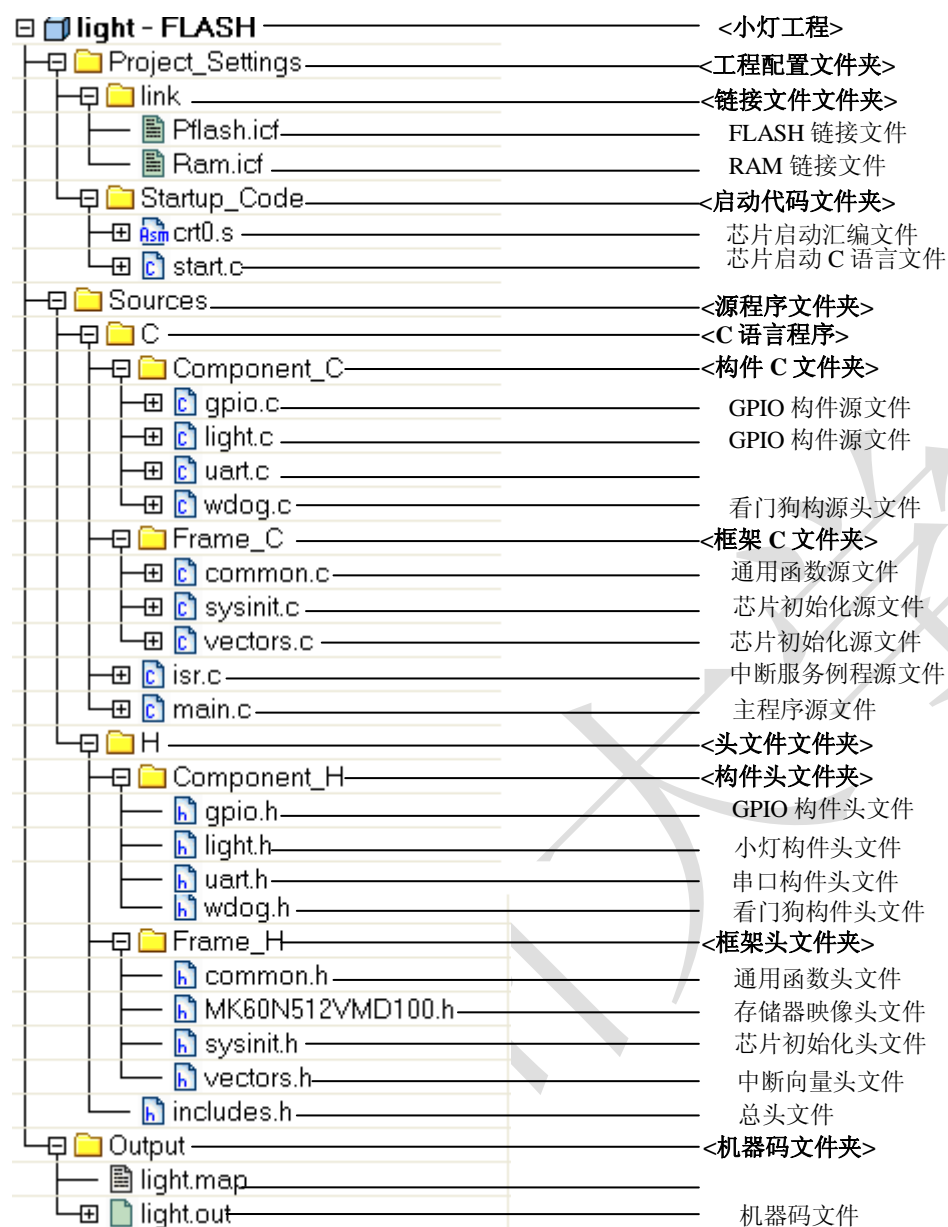 light - FLASH <小灯工程>
Project_Settings <工程配置文件夹>
link <链接文件文件夹>
Pflash.icf FLASH 链接文件
Ram.icf RAM 链接文件
Startup_Code <启动代码文件夹>
Asm crt0.s 芯片启动汇编文件
c start.c 芯片启动 C 语言文件
Sources <源程序文件夹>
C <C 语言程序>
Component_C <构件 C 文件夹>
c gpio.c GPIO 构件源文件
c light.c GPIO 构件源文件
c uart.c
c wdog.c 看门狗构源头文件
Frame_C <框架 C 文件夹>
c common.c 通用函数源文件
c sysinit.c 芯片初始化源文件
c vectors.c 芯片初始化源文件
c isr.c 中断服务例程源文件
c main.c 主程序源文件
H <头文件文件夹>
Component_H <构件头文件夹>
h gpio.h GPIO 构件头文件
h light.h 小灯构件头文件
h uart.h 串口构件头文件
h wdog.h 看门狗构件头文件
Frame_H <框架头文件夹>
h common.h 通用函数头文件
h MK60N512VMD100.h 存储器映像头文件
h sysinit.h 芯片初始化头文件
h vectors.h 中断向量头文件
h includes.h 总头文件
Output <机器码文件夹>
light.map
light.out 机器码文件